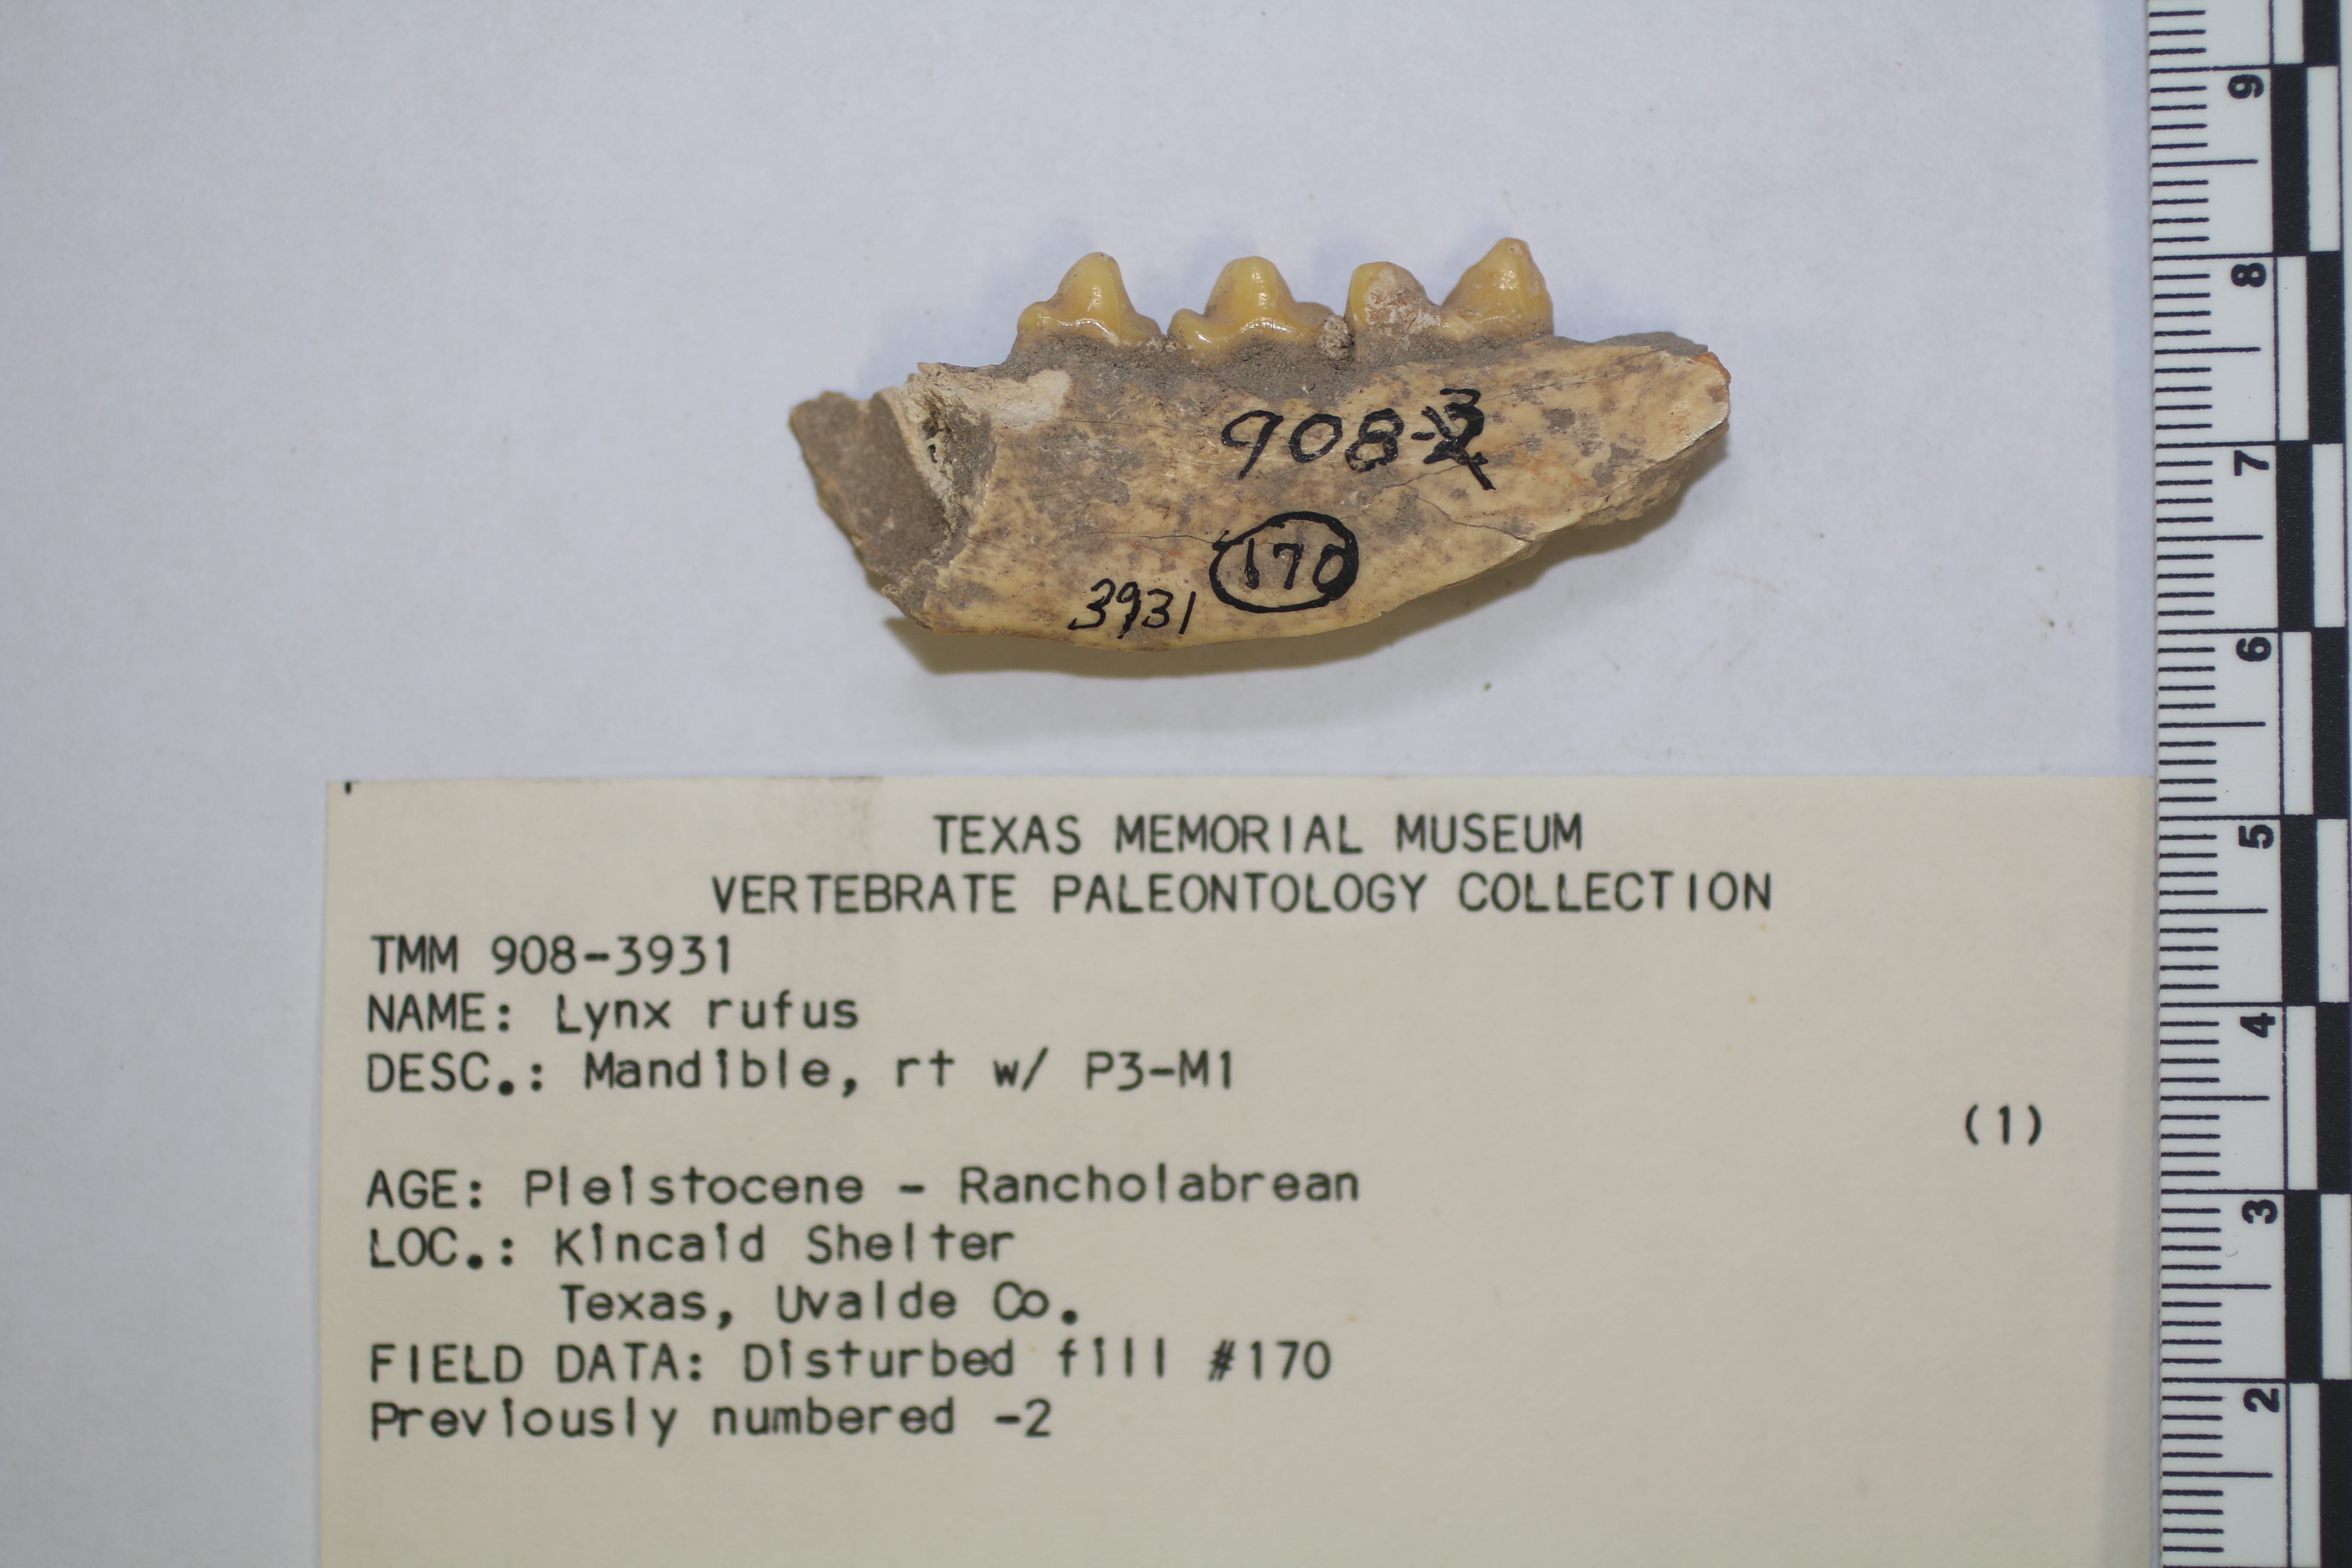 908-3
170
3931
TEXAS MEMORIAL MUSEUM
VERTEBRATE PALEONTOLOGY COLLECTION
TMM 908-3931
NAME: Lynx rufus
DESC.: Mandible, rt w/ P3-M1
(1)
AGE: Pleistocene - Rancholabrean
LOC.: Kincaid Shelter
Texas, Uvalde Co.
FIELD DATA: Disturbed fill #170
Previously numbered -2
9
8
7
6
5
4
3
2